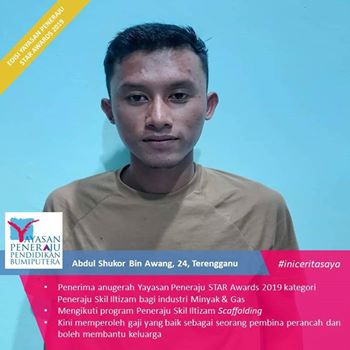 EDISI YAYASAN PENERAJU
STAR AWARDS 2019
YAYASAN
PENERAJU
PENDIDIKAN
BUMIPUTERA
Abdul Shukor Bin Awang, 24, Terengganu
#iniceritasaya
Penerima anugerah Yayasan Peneraju STAR Awards 2019 kategori
Peneraju Skil Iltizam bagi industri Minyak & Gas
Mengikuti program Peneraju Skil Iltizam Scaffolding
Kini memperoleh gaji yang baik sebagai seorang pembina perancah dan
boleh membantu keluarga